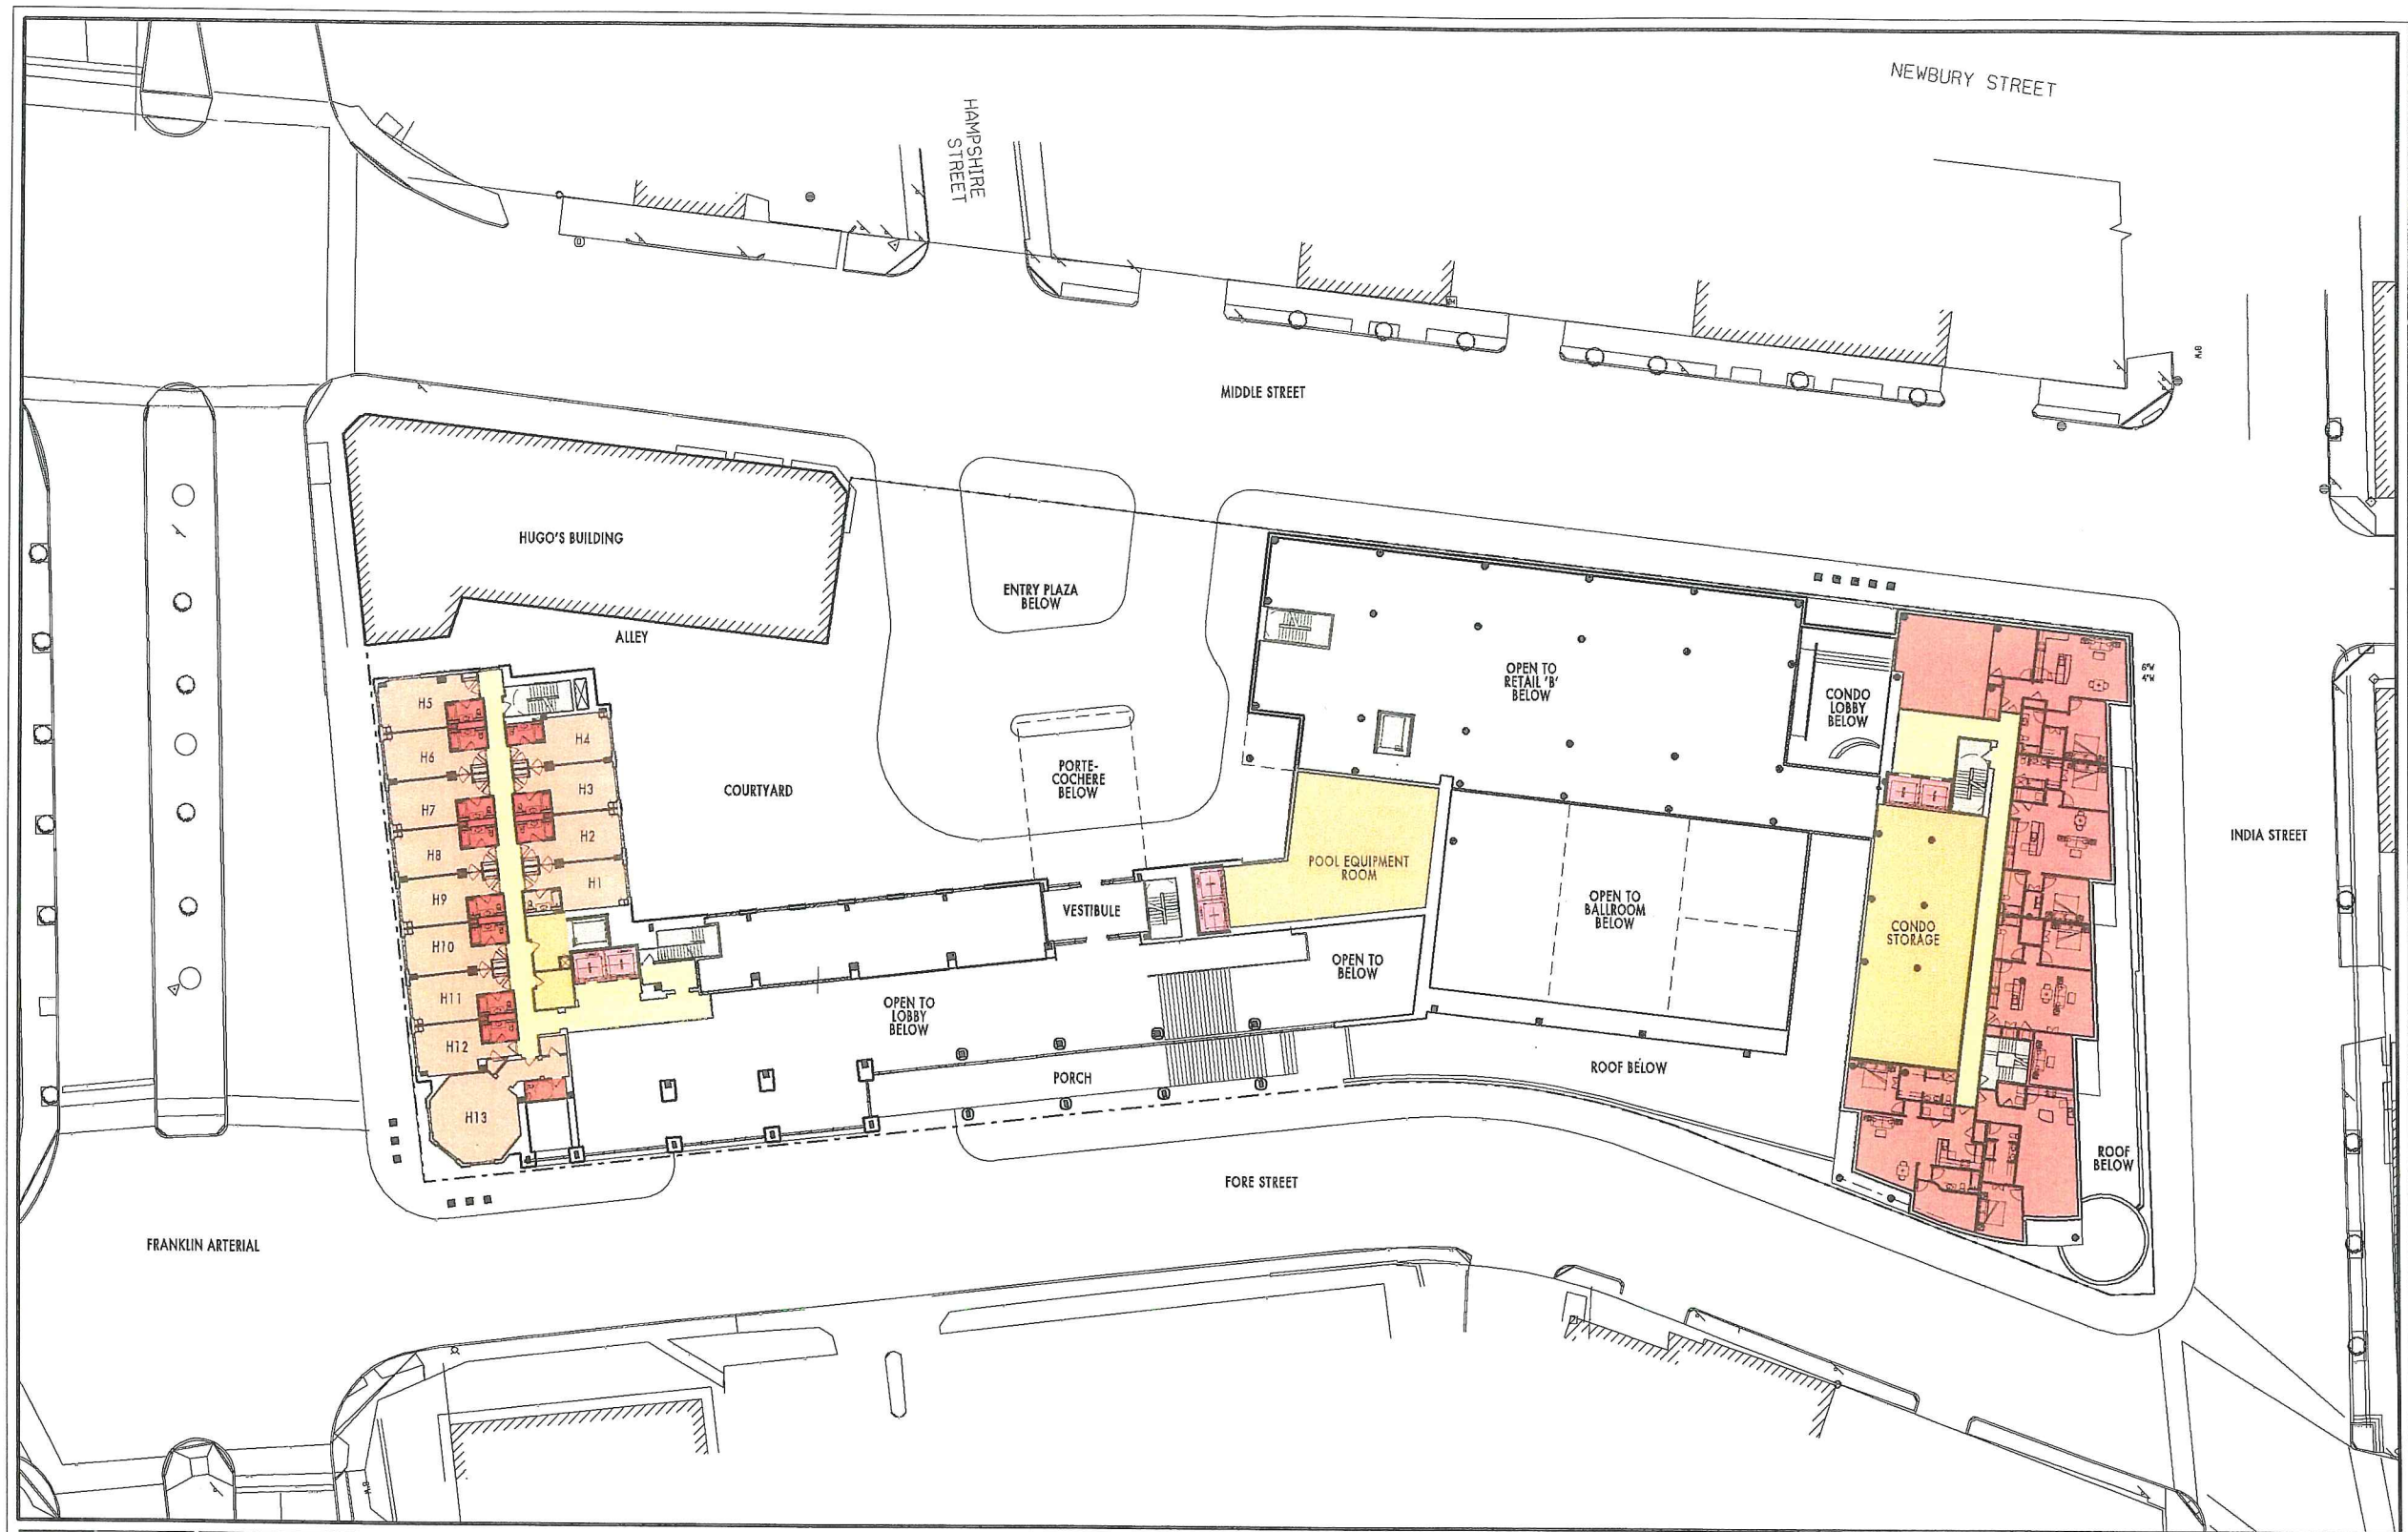 NEWBURY STREET
HAMPSHIRE
STREET
MIDDLE STREET
HUGO'S BUILDING
ENTRY PLAZA
BELOW
ALLEY
OPEN TO
RETAIL 'B'
BELOW
CONDO
LOBBY
BELOW
6"W
4"W
H5
H4
H6
H3
H7
H2
H8
H1
H9
H10
H11
H12
H13
COURTYARD
PORTE-
COCHERE
BELOW
INDIA STREET
POOL EQUIPMENT
ROOM
VESTIBULE
OPEN TO
BALLROOM
BELOW
CONDO
STORAGE
OPEN TO
BELOW
OPEN TO
LOBBY
BELOW
PORCH
ROOF BELOW
ROOF
BELOW
FORE STREET
FRANKLIN ARTERIAL